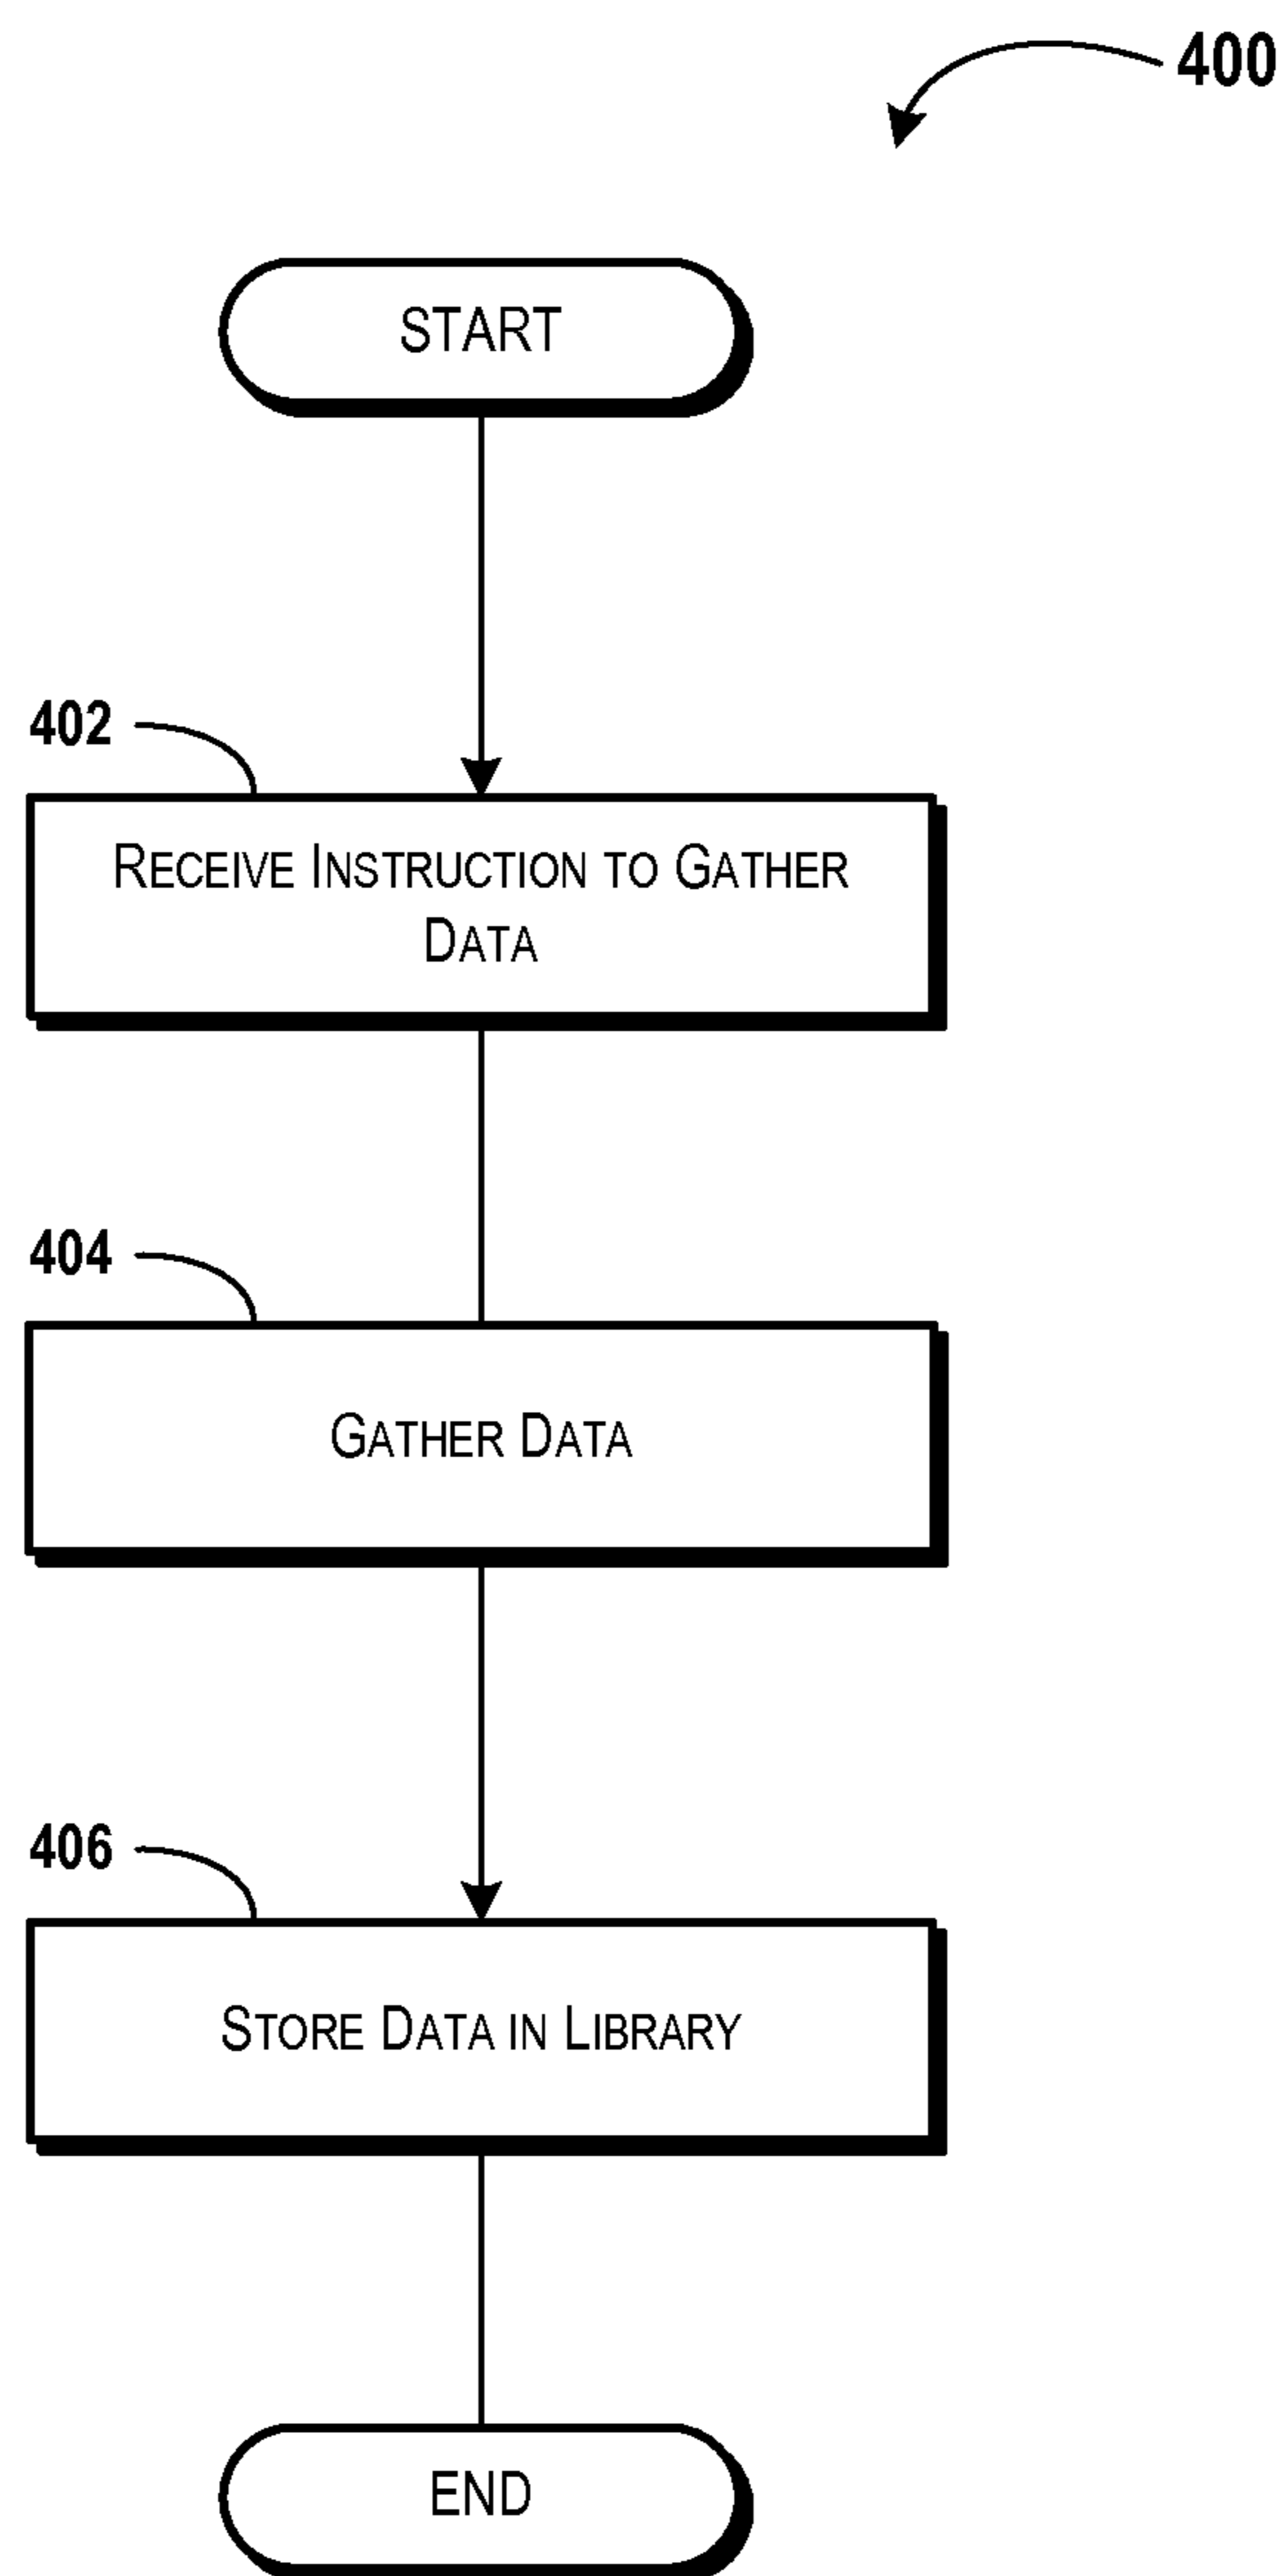 400
START
402
RECEIVE INSTRUCTION TO GATHER
DATA
404
GATHER DATA
406
STORE DATA IN LIBRARY
END